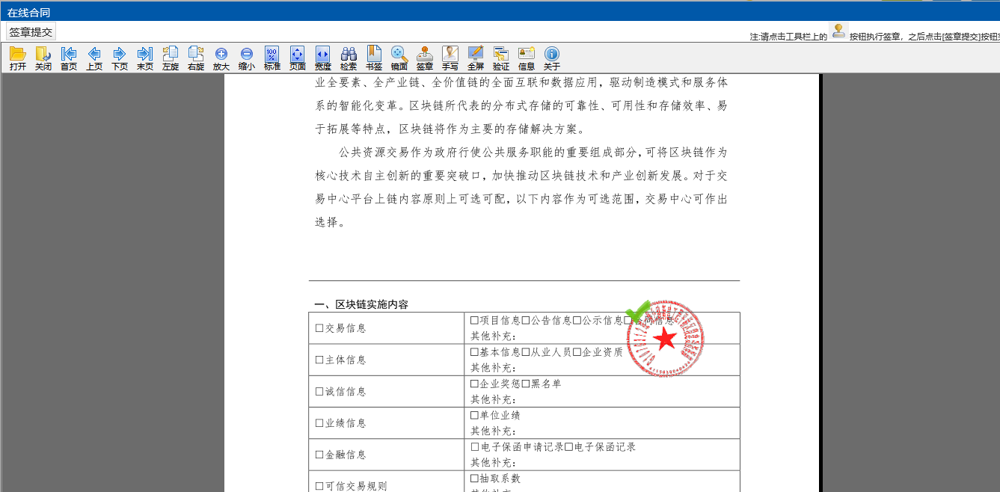 在线合同
签章提交
注:请点击工具栏上的 按钮执行签章，之后点击[签章提交]按钮
打开 关闭 首页 上页 下页 末页 左旋 右旋 放大 缩小 标准 页面 宽度 检索 书签 镜面 签章 手写 全屏 验证 信息 关于
业全要素、全产业链、全价值链的全面互联和数据应用，驱动制造模式和服务体
系的智能化变革。区块链所代表的分布式存储的可靠性、可用性和存储效率、易
于拓展等特点，区块链将作为主要的存储解决方案。
公共资源交易作为政府行使公共服务职能的重要组成部分，可将区块链作为
核心技术自主创新的重要突破口，加快推动区块链技术和产业创新发展。对于交
易中心平台上链内容原则上可选可配，以下内容作为可选范围，交易中心可作出
选择。
一、区块链实施内容
□交易信息
□项目信息□公告信息□公示信息□合同信息
其他补充：
□主体信息
□基本信息□从业人员□企业资质
其他补充：
□诚信信息
□企业奖惩□黑名单
其他补充：
□业绩信息
□单位业绩
其他补充：
□金融信息
□电子保函申请记录□电子保函记录
其他补充：
□可信交易规则
□抽取系数